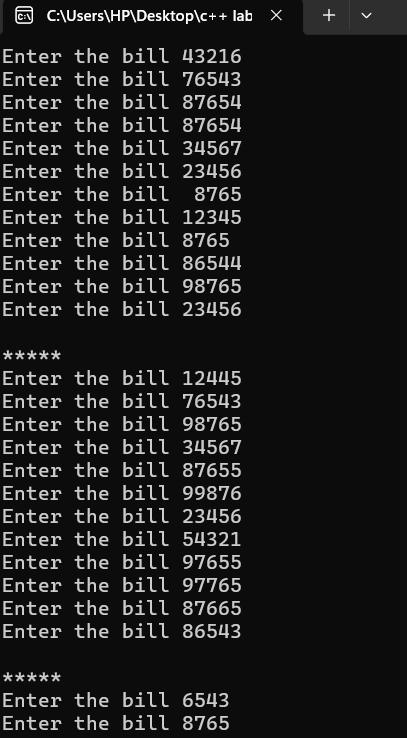 C:\Users\HP\Desktop\c++ lab
Enter the bill 43216
Enter the bill 76543
Enter the bill 87654
Enter the bill 87654
Enter the bill 34567
Enter the bill 23456
Enter the bill  8765
Enter the bill 12345
Enter the bill 8765
Enter the bill 86544
Enter the bill 98765
Enter the bill 23456
*****
Enter the bill 12445
Enter the bill 76543
Enter the bill 98765
Enter the bill 34567
Enter the bill 87655
Enter the bill 99876
Enter the bill 23456
Enter the bill 54321
Enter the bill 97655
Enter the bill 97765
Enter the bill 87665
Enter the bill 86543
*****
Enter the bill 6543
Enter the bill 8765